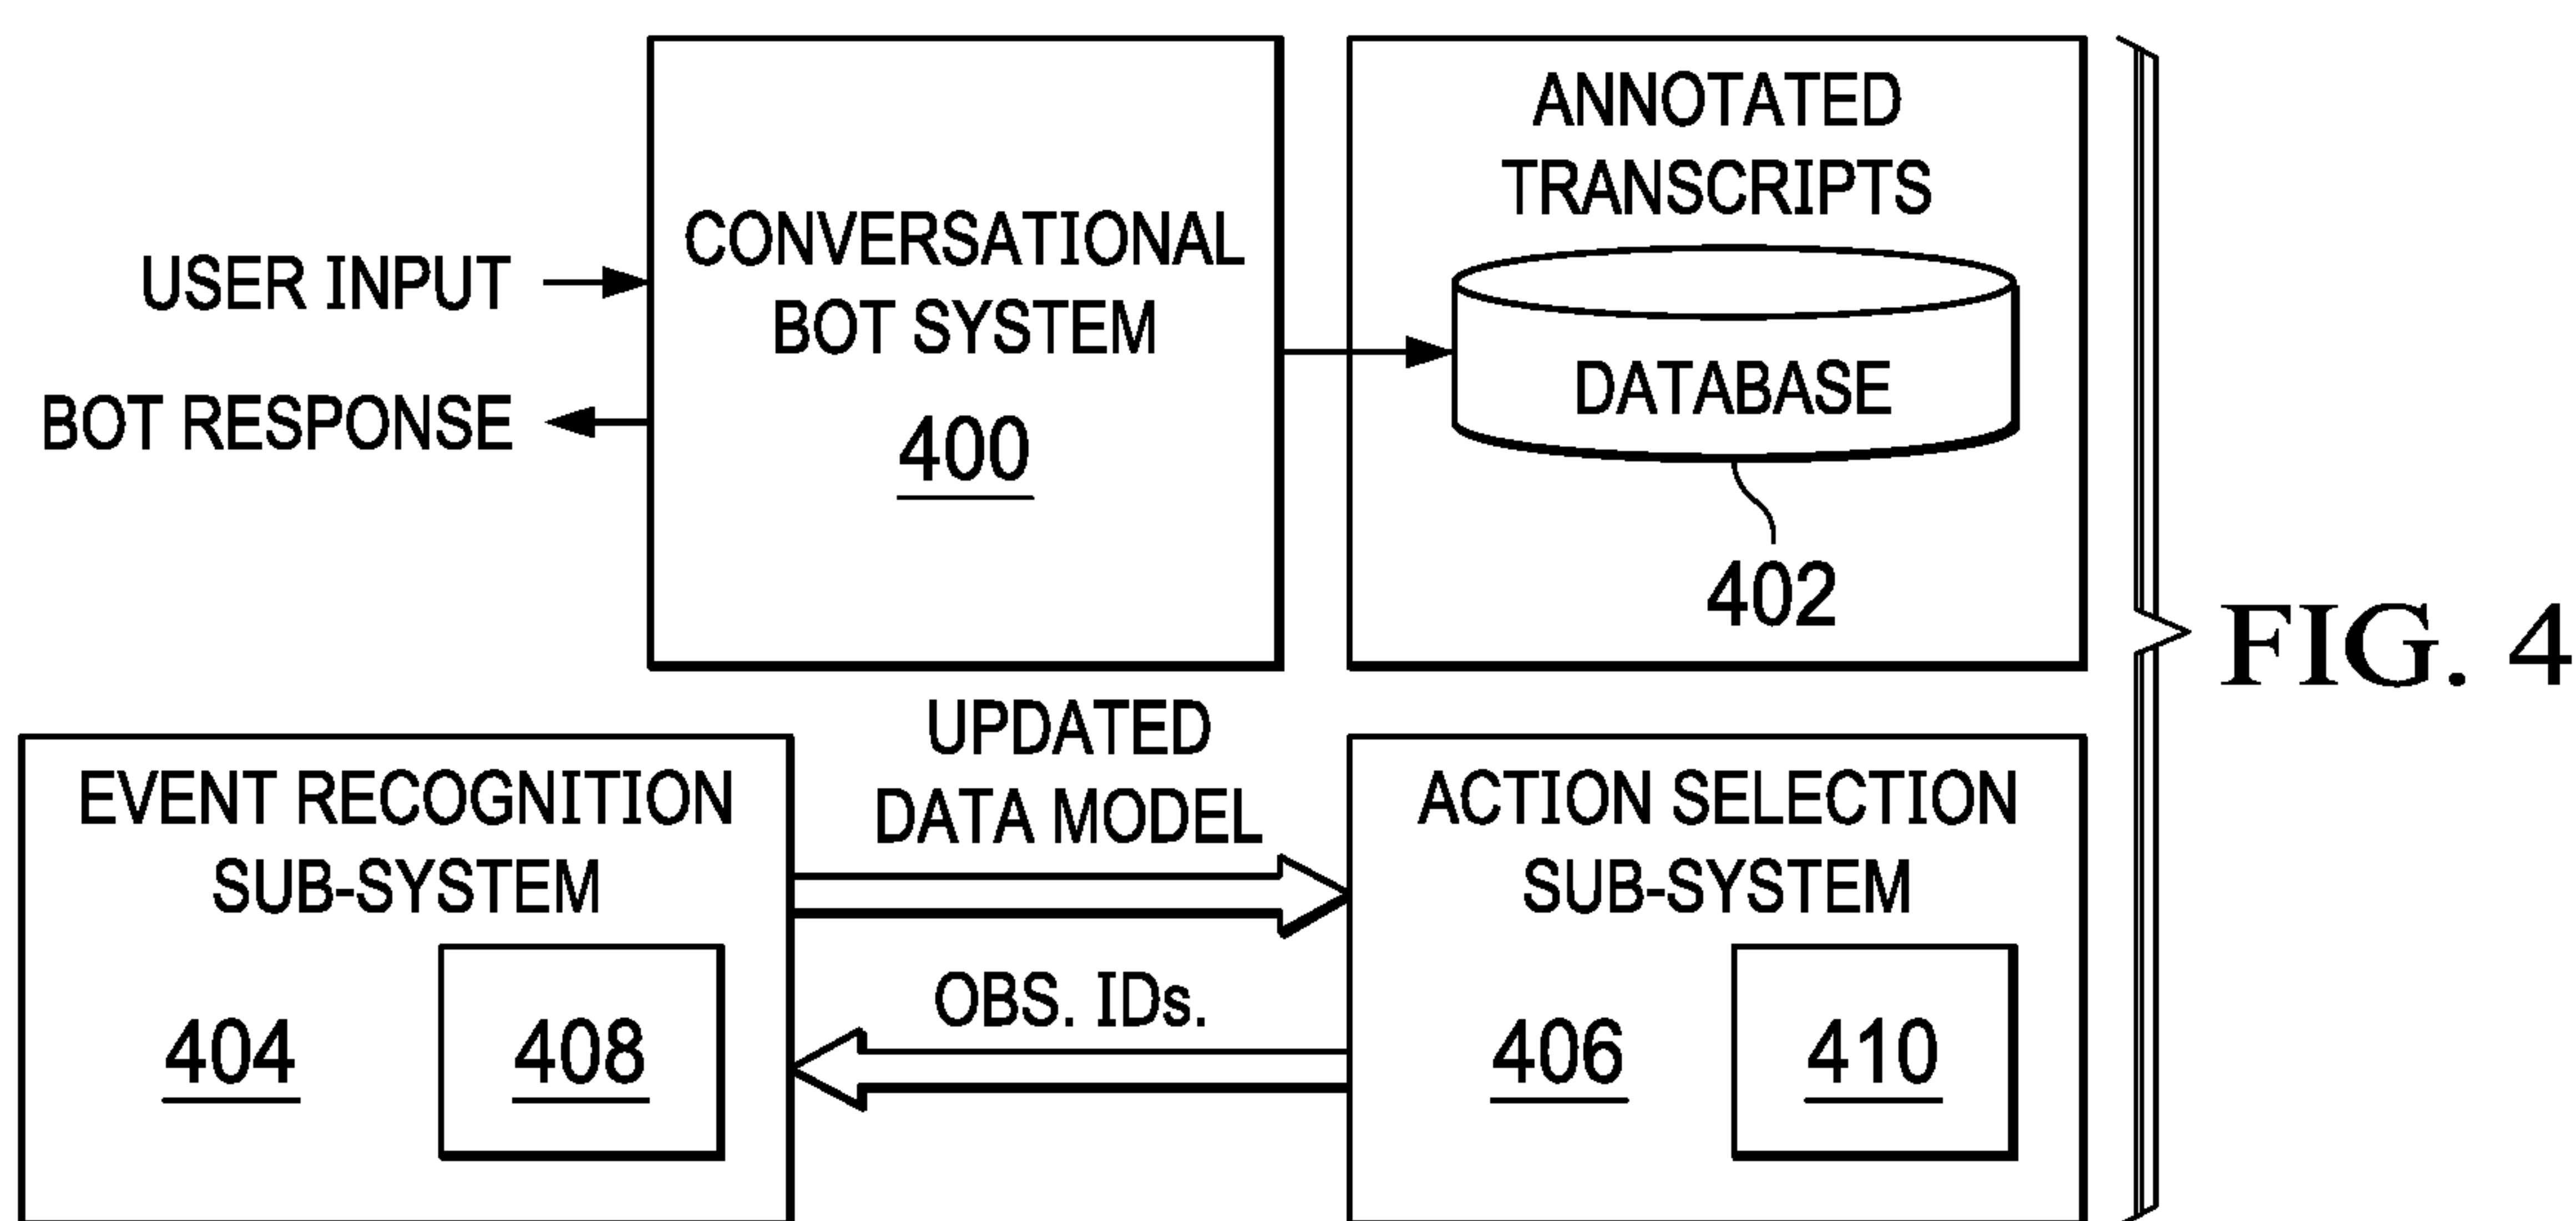 USER INPUT
BOT RESPONSE
CONVERSATIONAL
BOT SYSTEM
400
ANNOTATED
TRANSCRIPTS
DATABASE
402
EVENT RECOGNITION
SUB-SYSTEM
404
408
UPDATED
DATA MODEL
OBS. IDs.
ACTION SELECTION
SUB-SYSTEM
406
410
FIG. 4